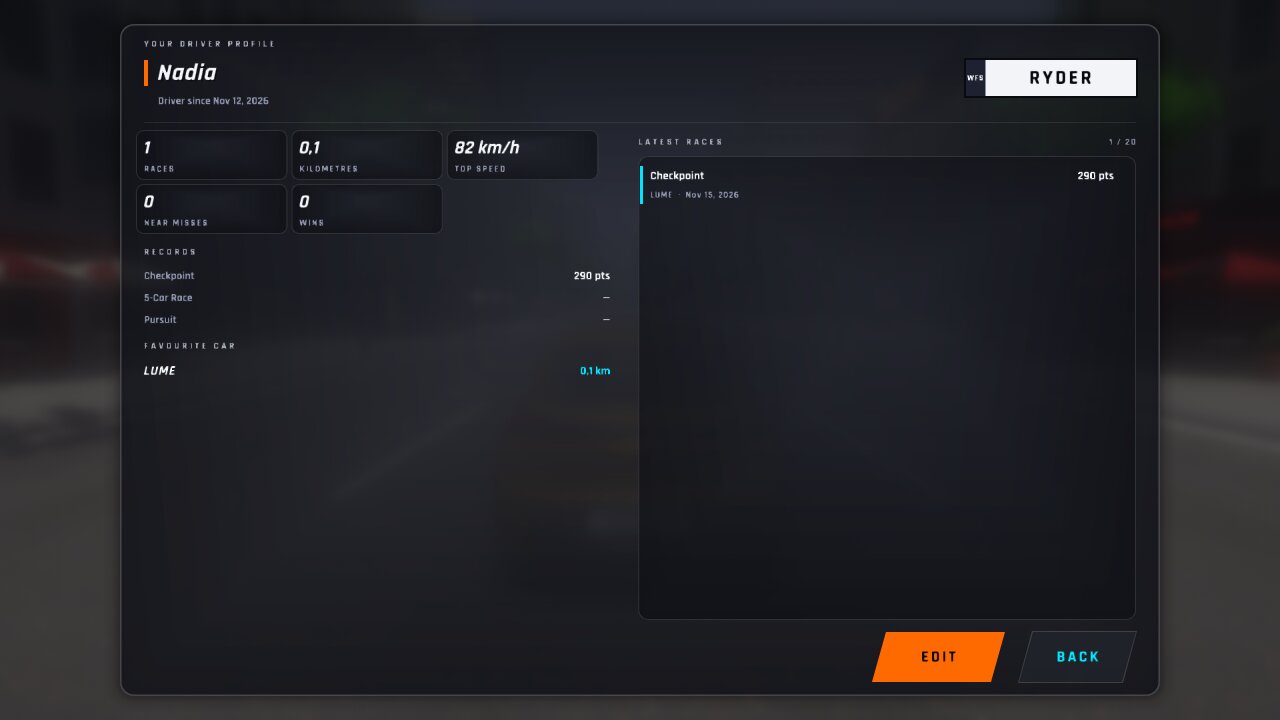 YOUR DRIVER PROFILE
Nadia
Driver since Nov 12, 2026
WFS RYDER
1
RACES
0,1
KILOMETRES
82 km/h
TOP SPEED
0
NEAR MISSES
0
WINS
RECORDS
Checkpoint 290 pts
5-Car Race —
Pursuit —
FAVOURITE CAR
LUME 0,1 km
LATEST RACES 1 / 20
Checkpoint 290 pts
LUME · Nov 15, 2026
EDIT BACK